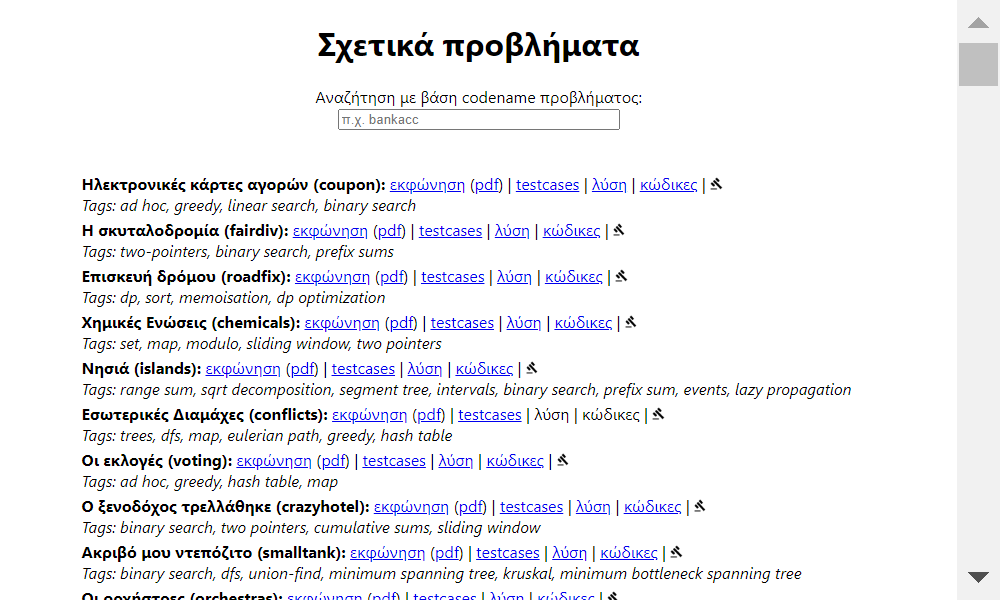 Σχετικά προβλήματα
Αναζήτηση με βάση codename προβλήματος:
π.χ. bankacc
Ηλεκτρονικές κάρτες αγορών (coupon): εκφώνηση (pdf) | testcases | λύση | κώδικες |
Tags: ad hoc, greedy, linear search, binary search
Η σκυταλοδρομία (fairdiv): εκφώνηση (pdf) | testcases | λύση | κώδικες |
Tags: two-pointers, binary search, prefix sums
Επισκευή δρόμου (roadfix): εκφώνηση (pdf) | testcases | λύση | κώδικες |
Tags: dp, sort, memoisation, dp optimization
Χημικές Ενώσεις (chemicals): εκφώνηση (pdf) | testcases | λύση | κώδικες |
Tags: set, map, modulo, sliding window, two pointers
Νησιά (islands): εκφώνηση (pdf) | testcases | λύση | κώδικες |
Tags: range sum, sqrt decomposition, segment tree, intervals, binary search, prefix sum, events, lazy propagation
Εσωτερικές Διαμάχες (conflicts): εκφώνηση (pdf) | testcases | λύση | κώδικες |
Tags: trees, dfs, map, eulerian path, greedy, hash table
Οι εκλογές (voting): εκφώνηση (pdf) | testcases | λύση | κώδικες |
Tags: ad hoc, greedy, hash table, map
Ο ξενοδόχος τρελλάθηκε (crazyhotel): εκφώνηση (pdf) | testcases | λύση | κώδικες |
Tags: binary search, two pointers, cumulative sums, sliding window
Ακριβό μου ντεπόζιτο (smalltank): εκφώνηση (pdf) | testcases | λύση | κώδικες |
Tags: binary search, dfs, union-find, minimum spanning tree, kruskal, minimum bottleneck spanning tree
Οι ορχήστρες (orchestras): εκφώνηση (pdf) | testcases | λύση | κώδικες |